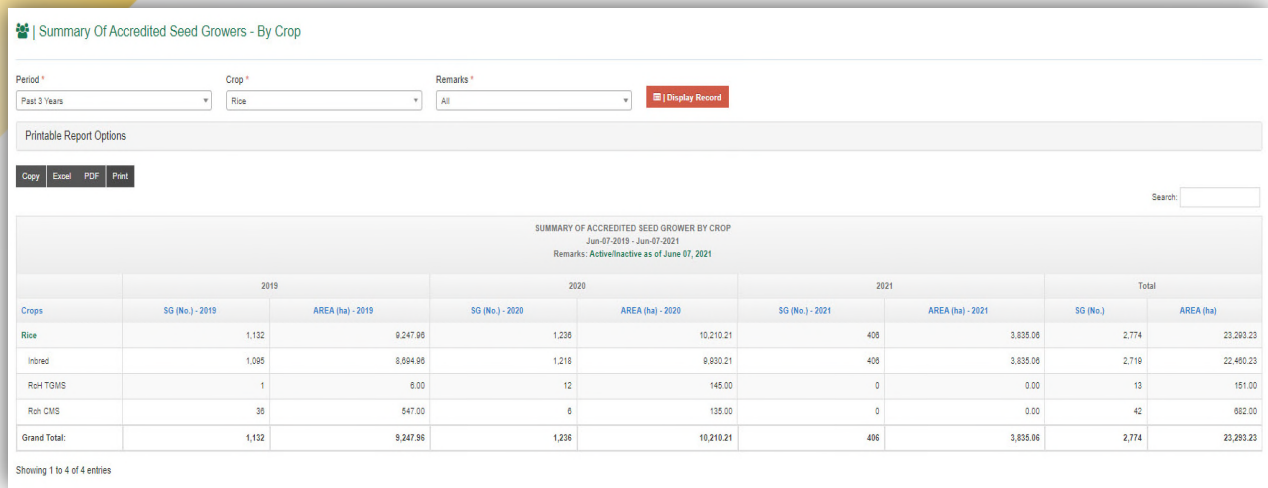 | Summary Of Accredited Seed Growers - By Crop
Period * Crop * Remarks *
Past 3 Years Rice All | Display Record
Printable Report Options
Copy Excel PDF Print
Search:
SUMMARY OF ACCREDITED SEED GROWER BY CROP
Jun-07-2019 - Jun-07-2021
Remarks: Active/Inactive as of June 07, 2021
2019 2020 2021 Total
Crops SG (No.) - 2019 AREA (ha) - 2019 SG (No.) - 2020 AREA (ha) - 2020 SG (No.) - 2021 AREA (ha) - 2021 SG (No.) AREA (ha)
Rice 1,132 9,247.96 1,236 10,210.21 406 3,835.06 2,774 23,293.23
Inbred 1,095 8,694.96 1,218 9,930.21 406 3,835.06 2,719 22,460.23
RoH TGMS 1 6.00 12 145.00 0 0.00 13 151.00
Rch CMS 36 547.00 6 135.00 0 0.00 42 682.00
Grand Total: 1,132 9,247.96 1,236 10,210.21 406 3,835.06 2,774 23,293.23
Showing 1 to 4 of 4 entries